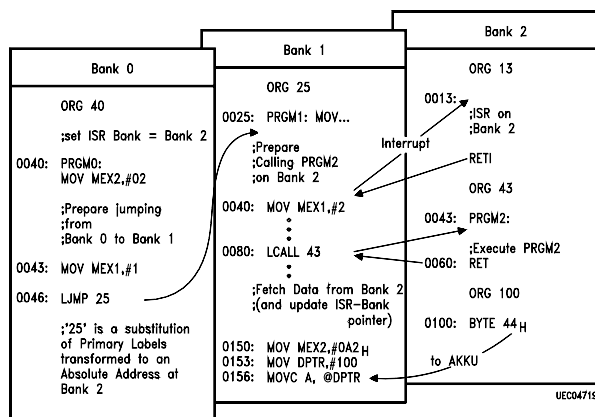 Bank 0
ORG 40
;set ISR Bank = Bank 2
0040: PRGM0:
MOV MEX2,#02
;Prepare jumping
;from
;Bank 0 to Bank 1
0043: MOV MEX1,#1
0046: LJMP 25
;'25' is a substitution
of Primary Labels
transformed to an
Absolute Address at
Bank 2
Bank 1
ORG 25
0025: PRGM1: MOV...
;Prepare
;Calling PRGM2
;on Bank 2
0040: MOV MEX1,#2
0080: LCALL 43
;Fetch Data from Bank 2
;(and update ISR-Bank
pointer)
0150: MOV MEX2,#0A2H
0153: MOV DPTR,#100
0156: MOVC A, @DPTR
Interrupt
Bank 2
ORG 13
0013:
;ISR on
;Bank 2
RETI
ORG 43
0043: PRGM2:
;Execute PRGM2
0060: RET
ORG 100
0100: BYTE 44H
to AKKU
UEC04719